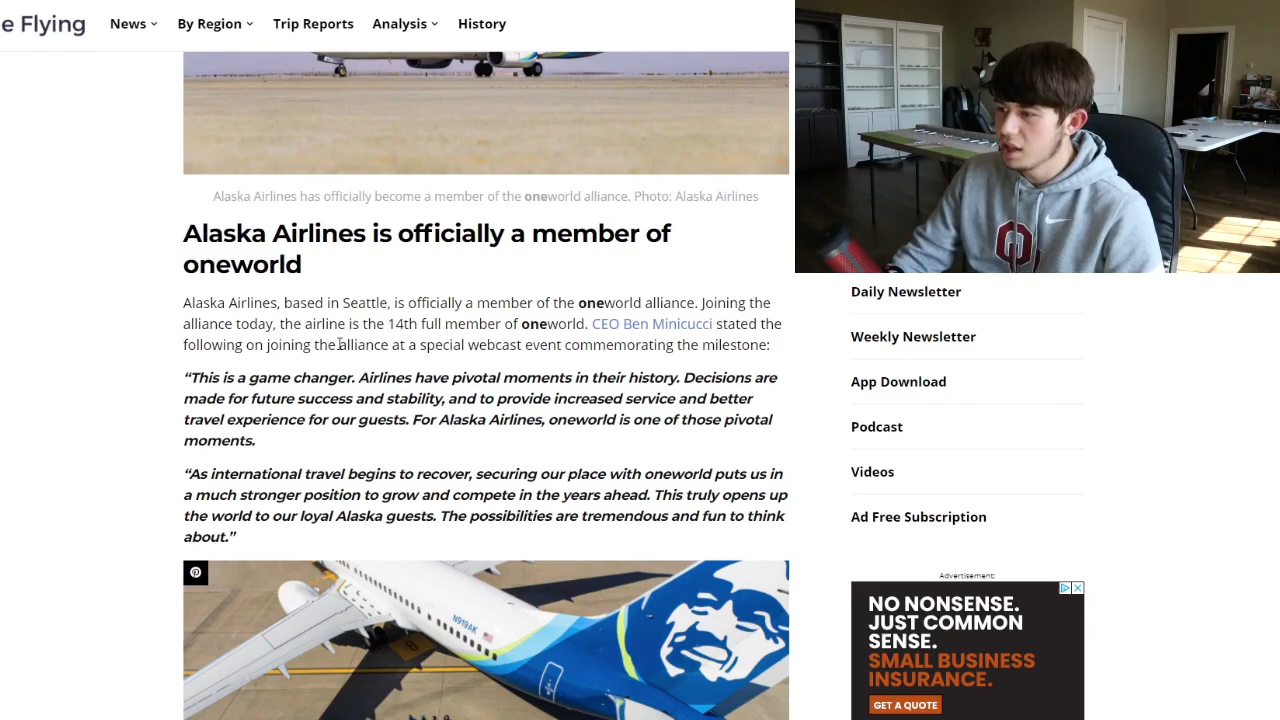 e Flying
News
By Region
Trip Reports
Analysis
History
Alaska Airlines has officially become a member of the oneworld alliance. Photo: Alaska Airlines
Alaska Airlines is officially a member of
oneworld
Alaska Airlines, based in Seattle, is officially a member of the oneworld alliance. Joining the
alliance today, the airline is the 14th full member of oneworld. CEO Ben Minicucci stated the
following on joining the alliance at a special webcast event commemorating the milestone:
“This is a game changer. Airlines have pivotal moments in their history. Decisions are
made for future success and stability, and to provide increased service and better
travel experience for our guests. For Alaska Airlines, oneworld is one of those pivotal
moments.
“As international travel begins to recover, securing our place with oneworld puts us in
a much stronger position to grow and compete in the years ahead. This truly opens up
the world to our loyal Alaska guests. The possibilities are tremendous and fun to think
about.”
N919AK
Daily Newsletter
Weekly Newsletter
App Download
Podcast
Videos
Ad Free Subscription
Advertisement:
NO NONSENSE.
JUST COMMON
SENSE.
SMALL BUSINESS
INSURANCE.
GET A QUOTE